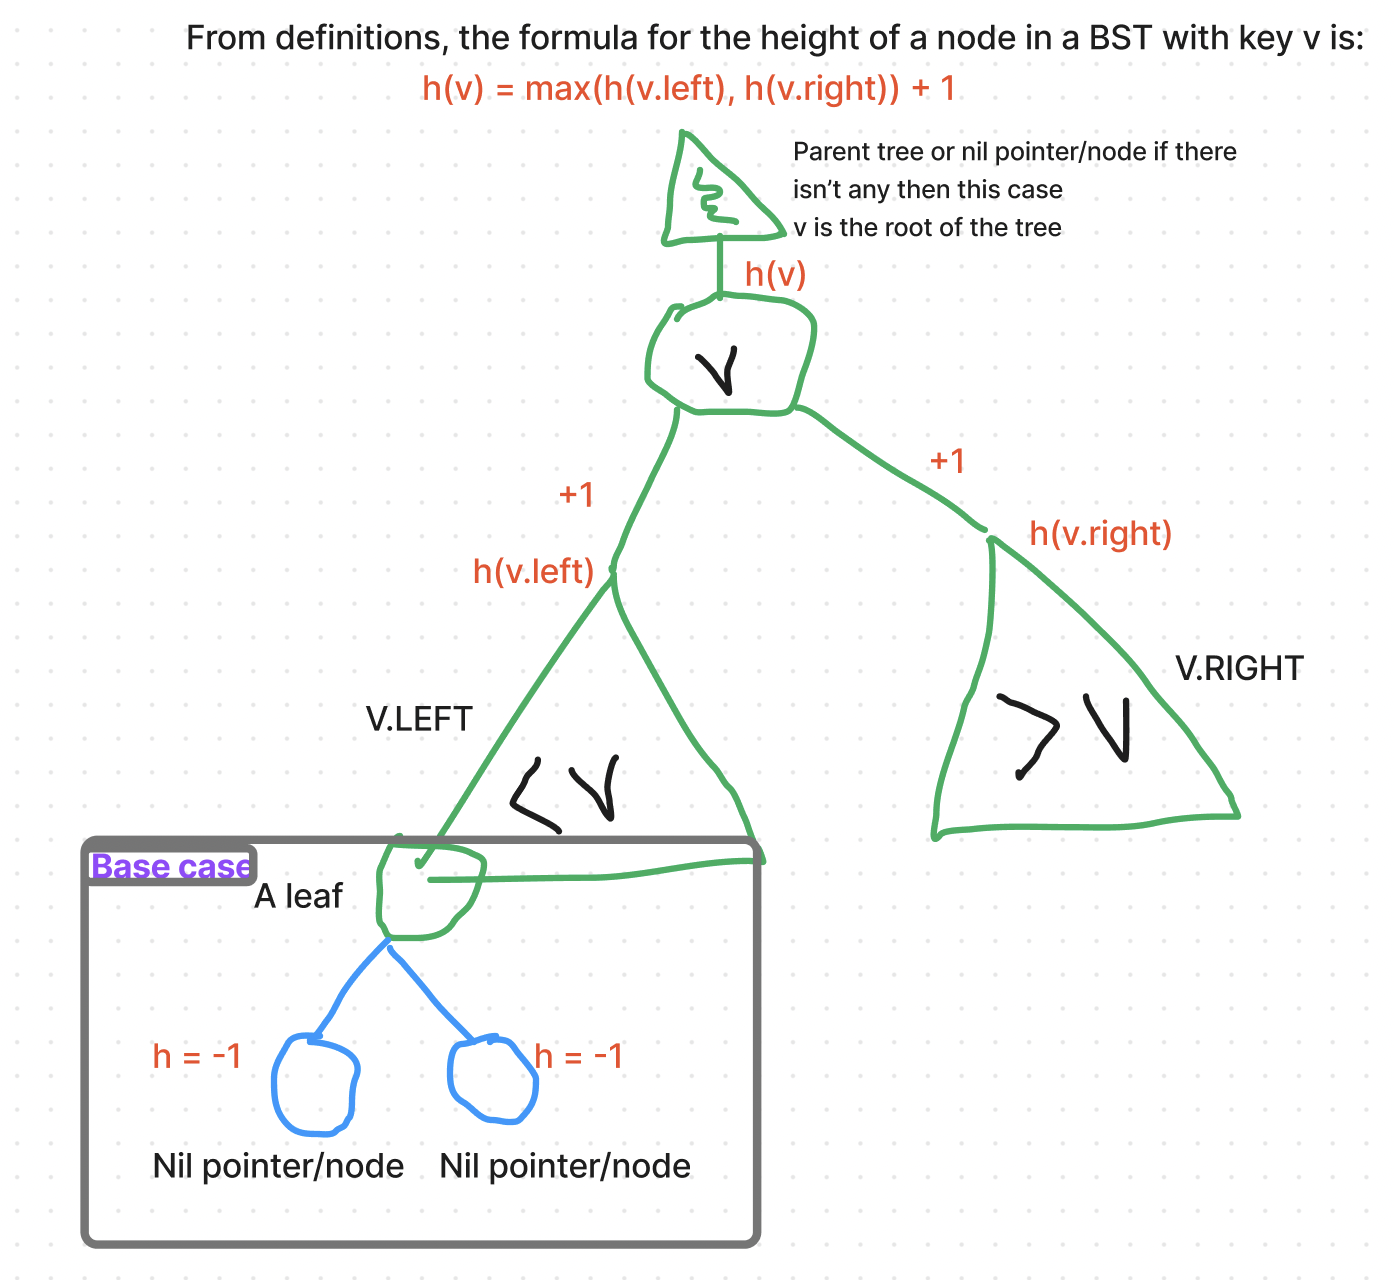 From definitions, the formula for the height of a node in a BST with key v is:
h(v) = max(h(v.left), h(v.right)) + 1
Parent tree or nil pointer/node if there
isn't any then this case
v is the root of the tree
h(v)
V
+1
+1
h(v.right)
h(v.left)
V.RIGHT
V.LEFT
> V
< V
Base case
A leaf
h = -1
h = -1
Nil pointer/node
Nil pointer/node